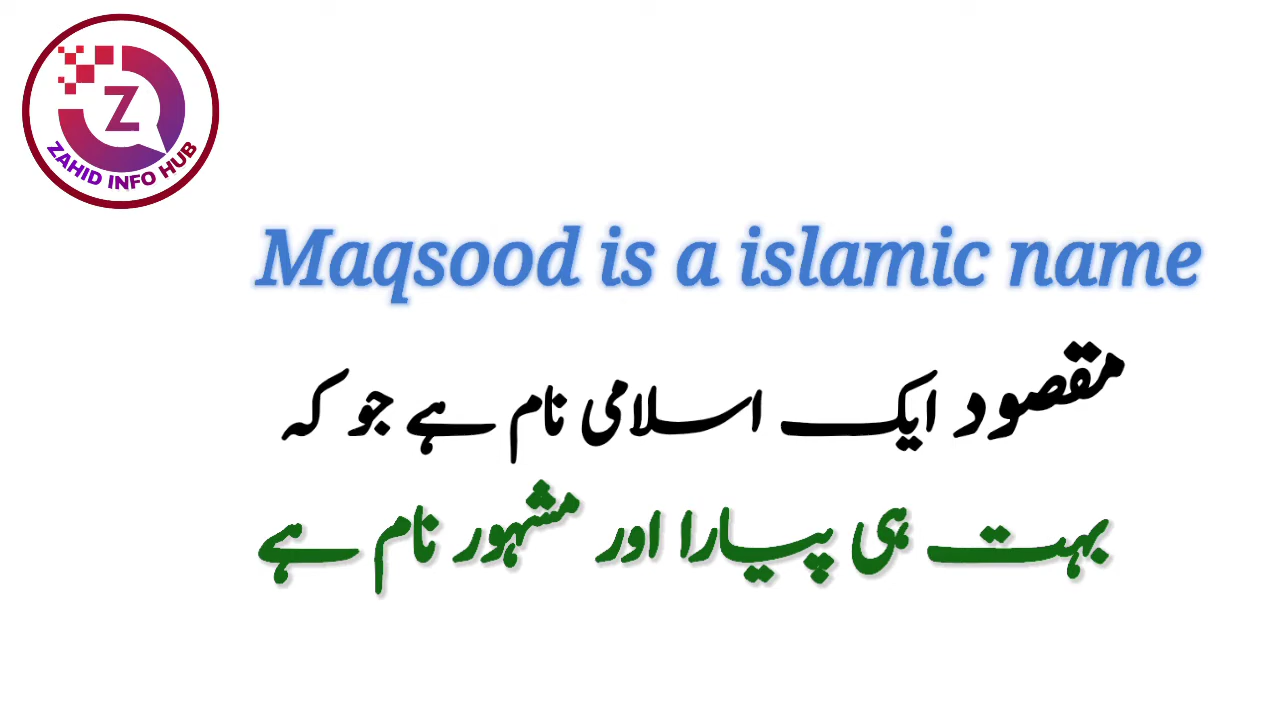 Z
ZAHID INFO HUB
Maqsood is a islamic name
مقصود ایک اسلامی نام ہے جو کہ
بہت ہی پیارا اور مشہور نام ہے